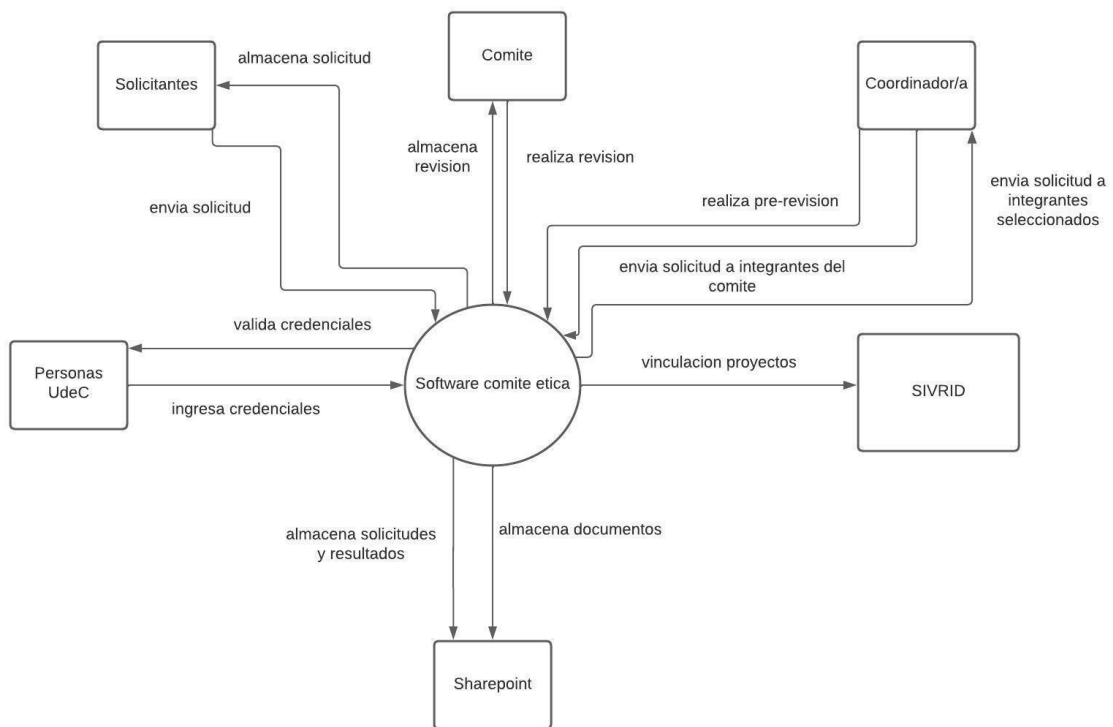 almacena solicitud
Comite
Solicitantes
Coordinador/a
almacena
revision
realiza revision
envia solicitud a
integrantes
seleccionados
envia solicitud
realiza pre-revision
envia solicitud a integrantes del
comite
valida credenciales
vinculacion proyectos
Personas
UdeC
Software comite etica
SIVRID
ingresa credenciales
almacena solicitudes
y resultados
almacena documentos
Sharepoint